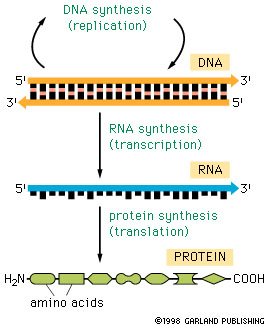 DNA synthesis
(replication)
DNA
5' 3'
3' 5'
RNA synthesis
(transcription)
RNA
5' 3'
protein synthesis
(translation)
PROTEIN
H₂N COOH
amino acids
©1998 GARLAND PUBLISHING